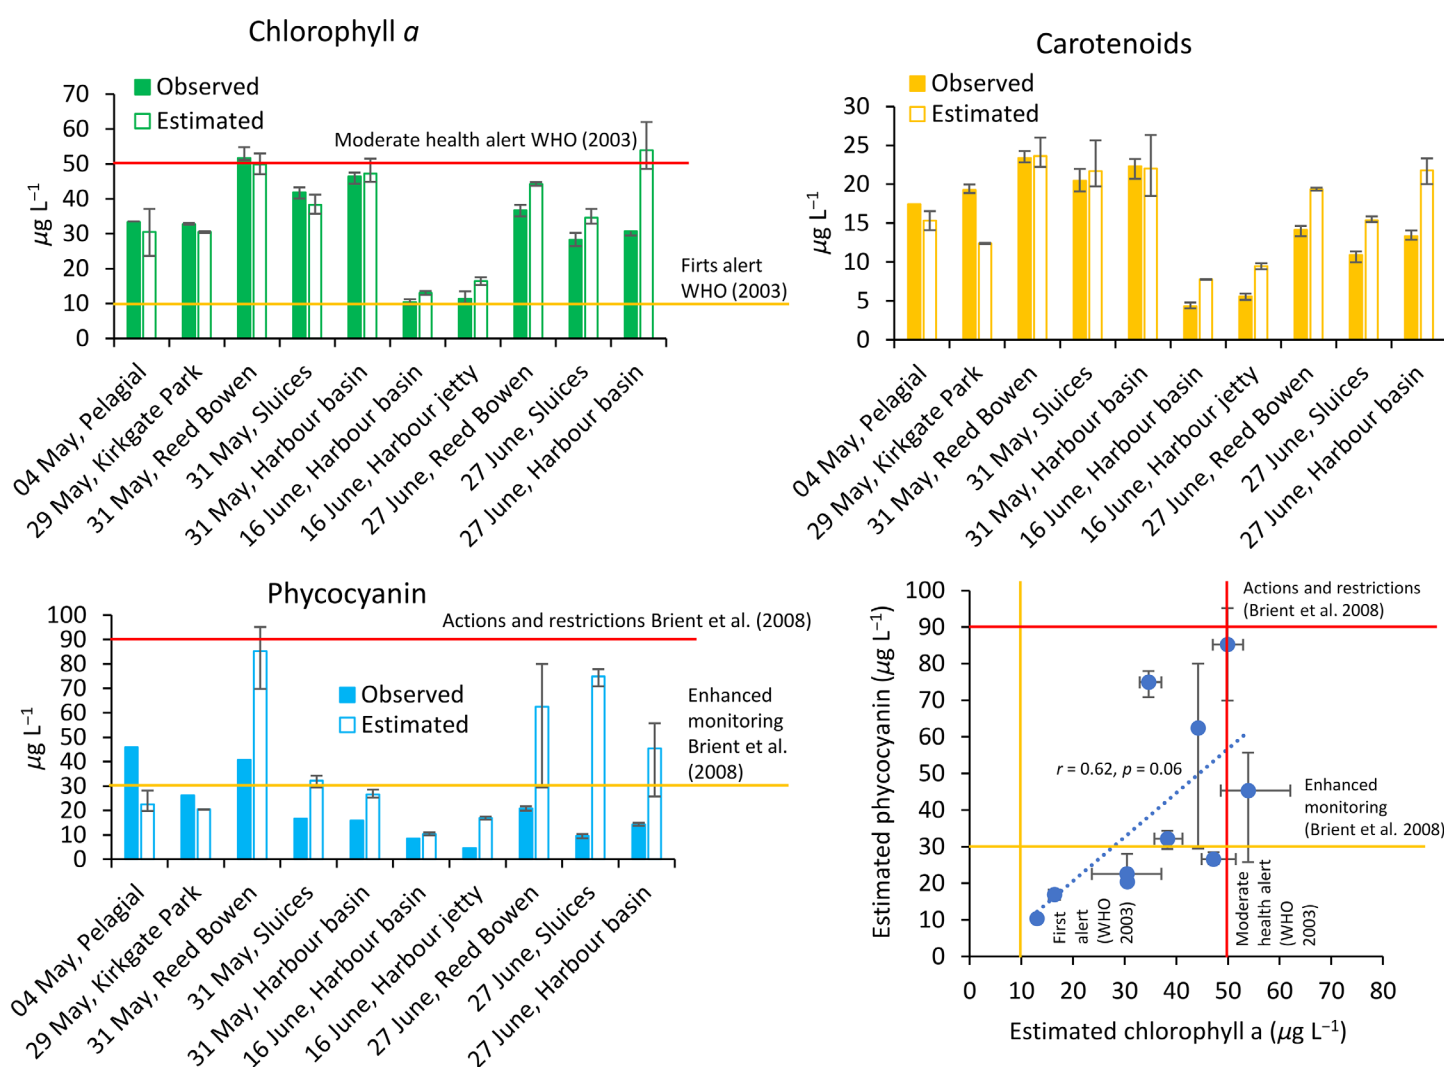 Chlorophyll a
Observed
Estimated
Moderate health alert WHO (2003)
Firts alert
WHO (2003)
µg L−1
70
60
50
40
30
20
10
0
04 May, Pelagial
29 May, Kirkgate Park
31 May, Reed Bowen
31 May, Sluices
31 May, Harbour basin
16 June, Harbour basin
16 June, Harbour jetty
27 June, Reed Bowen
27 June, Sluices
27 June, Harbour basin
Carotenoids
Observed
Estimated
µg L−1
30
25
20
15
10
5
0
04 May, Pelagial
29 May, Kirkgate Park
31 May, Reed Bowen
31 May, Sluices
31 May, Harbour basin
16 June, Harbour basin
16 June, Harbour jetty
27 June, Reed Bowen
27 June, Sluices
27 June, Harbour basin
Phycocyanin
Actions and restrictions Brient et al. (2008)
Observed
Estimated
Enhanced
monitoring
Brient et al.
(2008)
µg L−1
100
90
80
70
60
50
40
30
20
10
0
04 May, Pelagial
29 May, Kirkgate Park
31 May, Reed Bowen
31 May, Sluices
31 May, Harbour basin
16 June, Harbour basin
16 June, Harbour jetty
27 June, Reed Bowen
27 June, Sluices
27 June, Harbour basin
Actions and restrictions
(Brient et al. 2008)
Estimated phycocyanin (µg L−1)
100
90
80
70
60
50
40
30
20
10
0
r = 0.62, p = 0.06
Enhanced
monitoring
(Brient et al. 2008)
First
alert
(WHO
2003)
Moderate
health alert
(WHO
2003)
0 10 20 30 40 50 60 70 80
Estimated chlorophyll a (µg L−1)